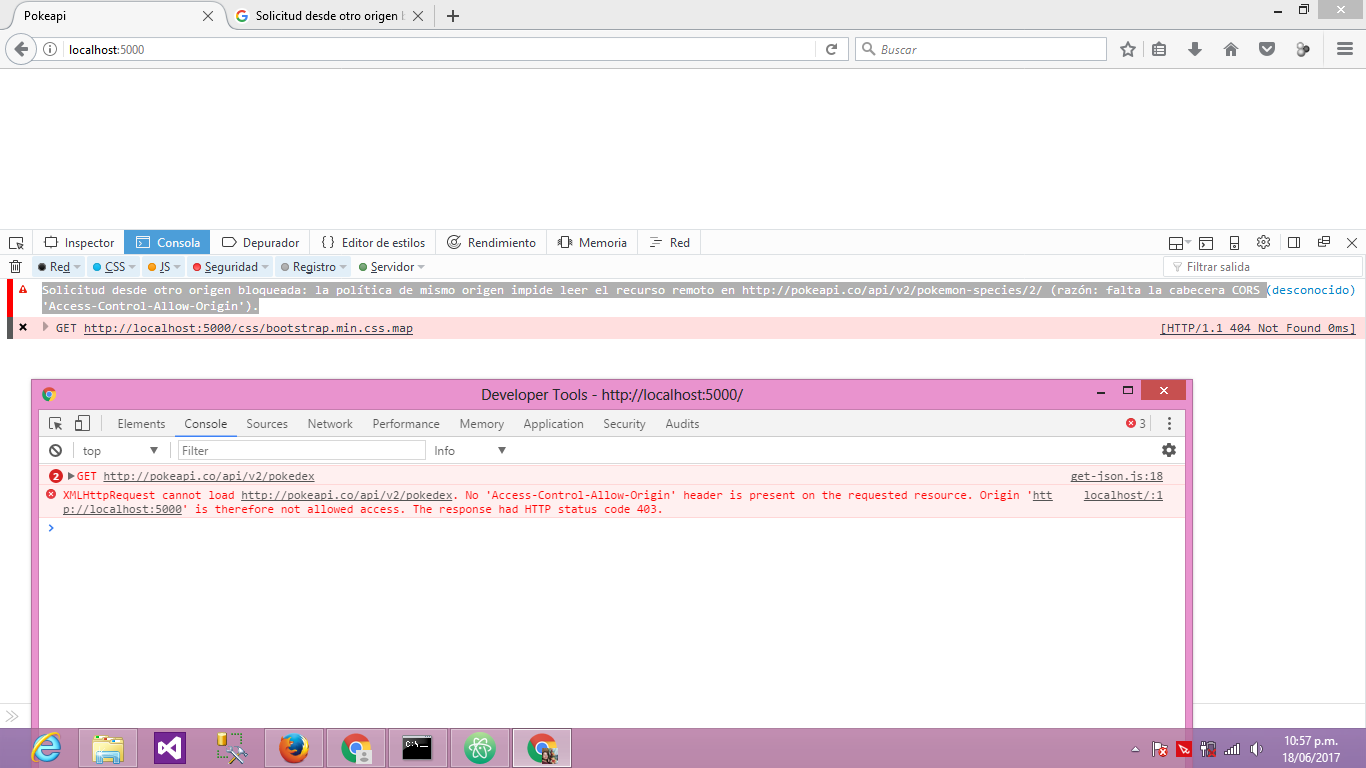 Pokeapi
Solicitud desde otro origen
localhost:5000
Buscar
Inspector Consola Depurador Editor de estilos Rendimiento Memoria Red
Red CSS JS Seguridad Registro Servidor Filtrar salida
Solicitud desde otro origen bloqueada: la política de mismo origen impide leer el recurso remoto en http://pokeapi.co/api/v2/pokemon-species/2/ (razón: falta la cabecera CORS (desconocido)
'Access-Control-Allow-Origin').
GET http://localhost:5000/css/bootstrap.min.css.map [HTTP/1.1 404 Not Found 0ms]
Developer Tools - http://localhost:5000/
Elements Console Sources Network Performance Memory Application Security Audits 3
top Filter Info
2 GET http://pokeapi.co/api/v2/pokedex get-json.js:18
XMLHttpRequest cannot load http://pokeapi.co/api/v2/pokedex. No 'Access-Control-Allow-Origin' header is present on the requested resource. Origin 'htt localhost/:1
p://localhost:5000' is therefore not allowed access. The response had HTTP status code 403.
10:57 p.m.
18/06/2017